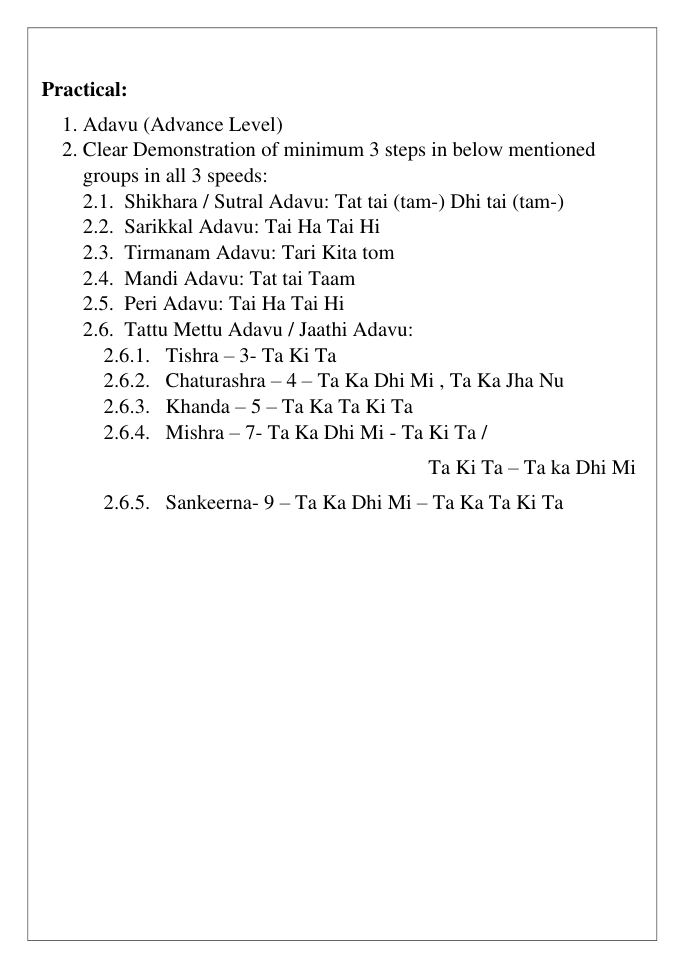 Practical:
1. Adavu (Advance Level)
2. Clear Demonstration of minimum 3 steps in below mentioned
groups in all 3 speeds:
2.1. Shikhara / Sutral Adavu: Tat tai (tam-) Dhi tai (tam-)
2.2. Sarikkal Adavu: Tai Ha Tai Hi
2.3. Tirmanam Adavu: Tari Kita tom
2.4. Mandi Adavu: Tat tai Taam
2.5. Peri Adavu: Tai Ha Tai Hi
2.6. Tattu Mettu Adavu / Jaathi Adavu:
2.6.1. Tishra – 3- Ta Ki Ta
2.6.2. Chaturashra – 4 – Ta Ka Dhi Mi , Ta Ka Jha Nu
2.6.3. Khanda – 5 – Ta Ka Ta Ki Ta
2.6.4. Mishra – 7- Ta Ka Dhi Mi - Ta Ki Ta /
Ta Ki Ta – Ta ka Dhi Mi
2.6.5. Sankeerna- 9 – Ta Ka Dhi Mi – Ta Ka Ta Ki Ta